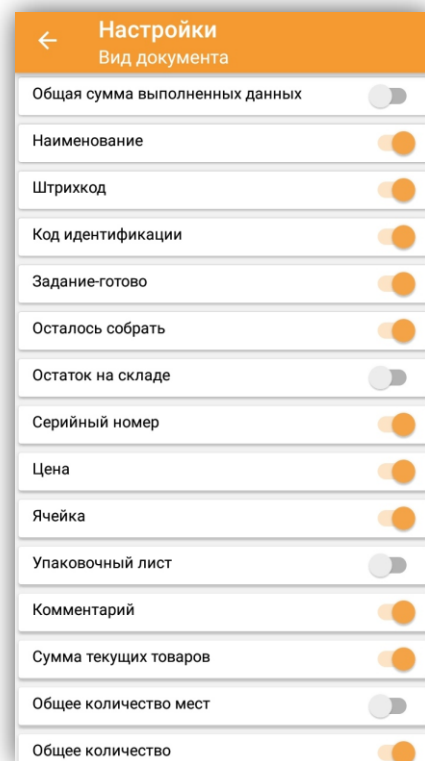 Настройки
Вид документа
Общая сумма выполненных данных
Наименование
Штрихкод
Код идентификации
Задание-готово
Осталось собрать
Остаток на складе
Серийный номер
Цена
Ячейка
Упаковочный лист
Комментарий
Сумма текущих товаров
Общее количество мест
Общее количество